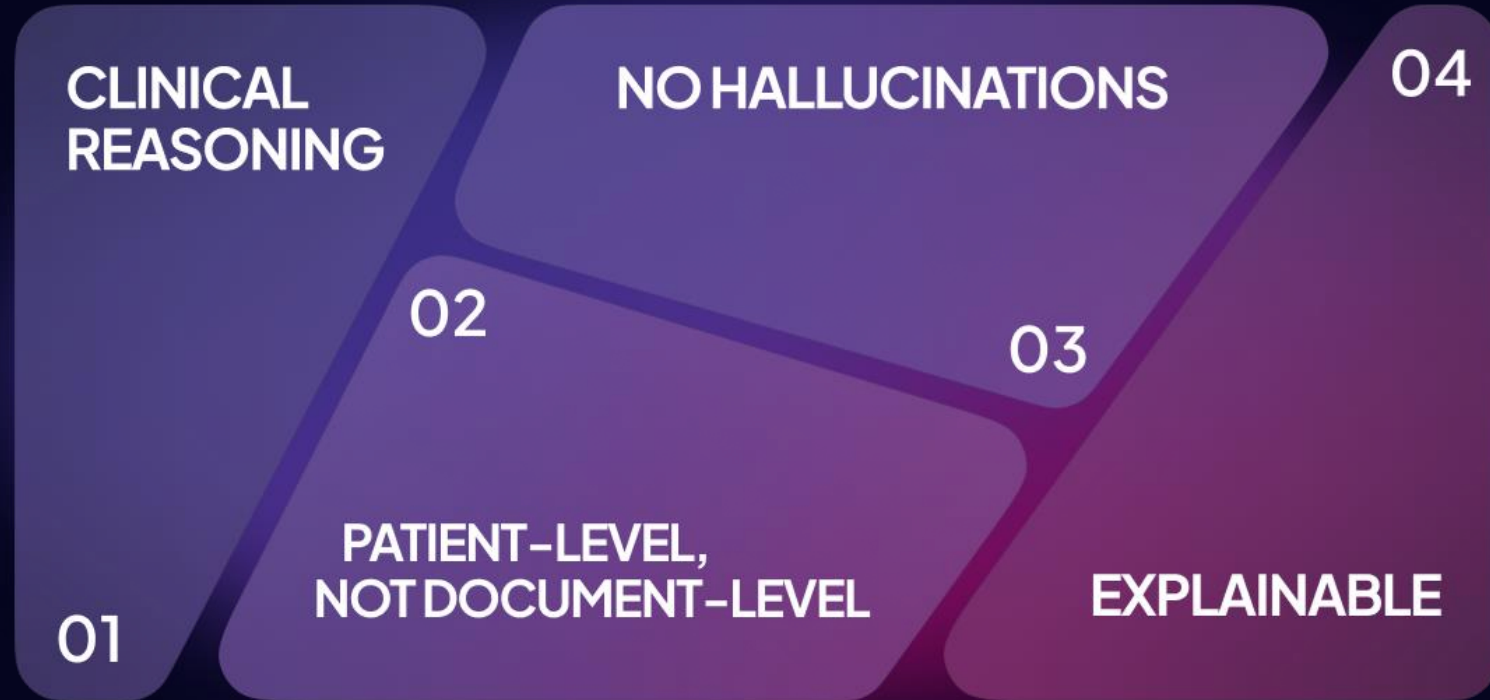 01
CLINICAL
REASONING
02
PATIENT-LEVEL,
NOT DOCUMENT-LEVEL
03
NO HALLUCINATIONS
04
EXPLAINABLE